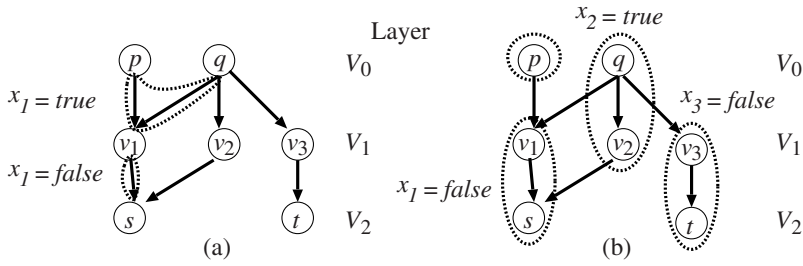 x2 = true
Layer
p q V0 p q V0
x1 = true
x3 = false
v1 v2 v3 V1 v1 v2 v3 V1
x1 = false
x1 = false
s t V2 s t V2
(a) (b)